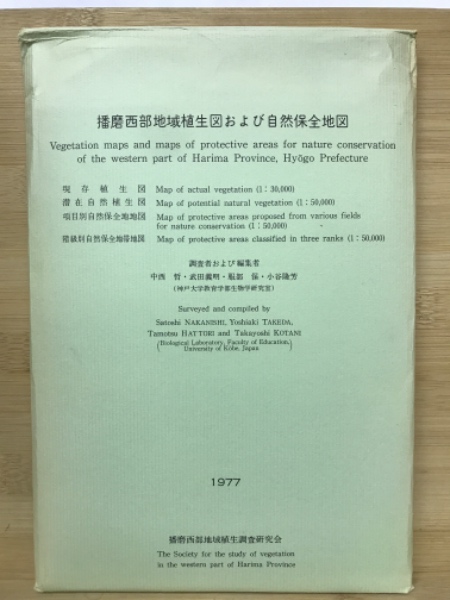 播磨西部地域植生図および自然保全地図
Vegetation maps and maps of protective areas for nature conservation
of the western part of Harima Province, Hyōgo Prefecture
現存植生図 Map of actual vegetation (1:30,000)
潜在自然植生図 Map of potential natural vegetation (1:50,000)
項目別自然保全地地図 Map of protective areas proposed from various fields
for nature conservation (1:50,000)
階級別自然保全地帯地図 Map of protective areas classified in three ranks (1:50,000)
調査者および編集者
中西 哲・武田義明・服部 保・小谷隆芳
(神戸大学教育学部生物学研究室)
Surveyed and compiled by
Satoshi NAKANISHI, Yoshiaki TAKEDA,
Tamotsu HATTORI and Takayoshi KOTANI
(Biological Laboratory, Faculty of Education,
University of Kobe, Japan)
1977
播磨西部地域植生調査研究会
The Society for the study of vegetation
in the western part of Harima Province